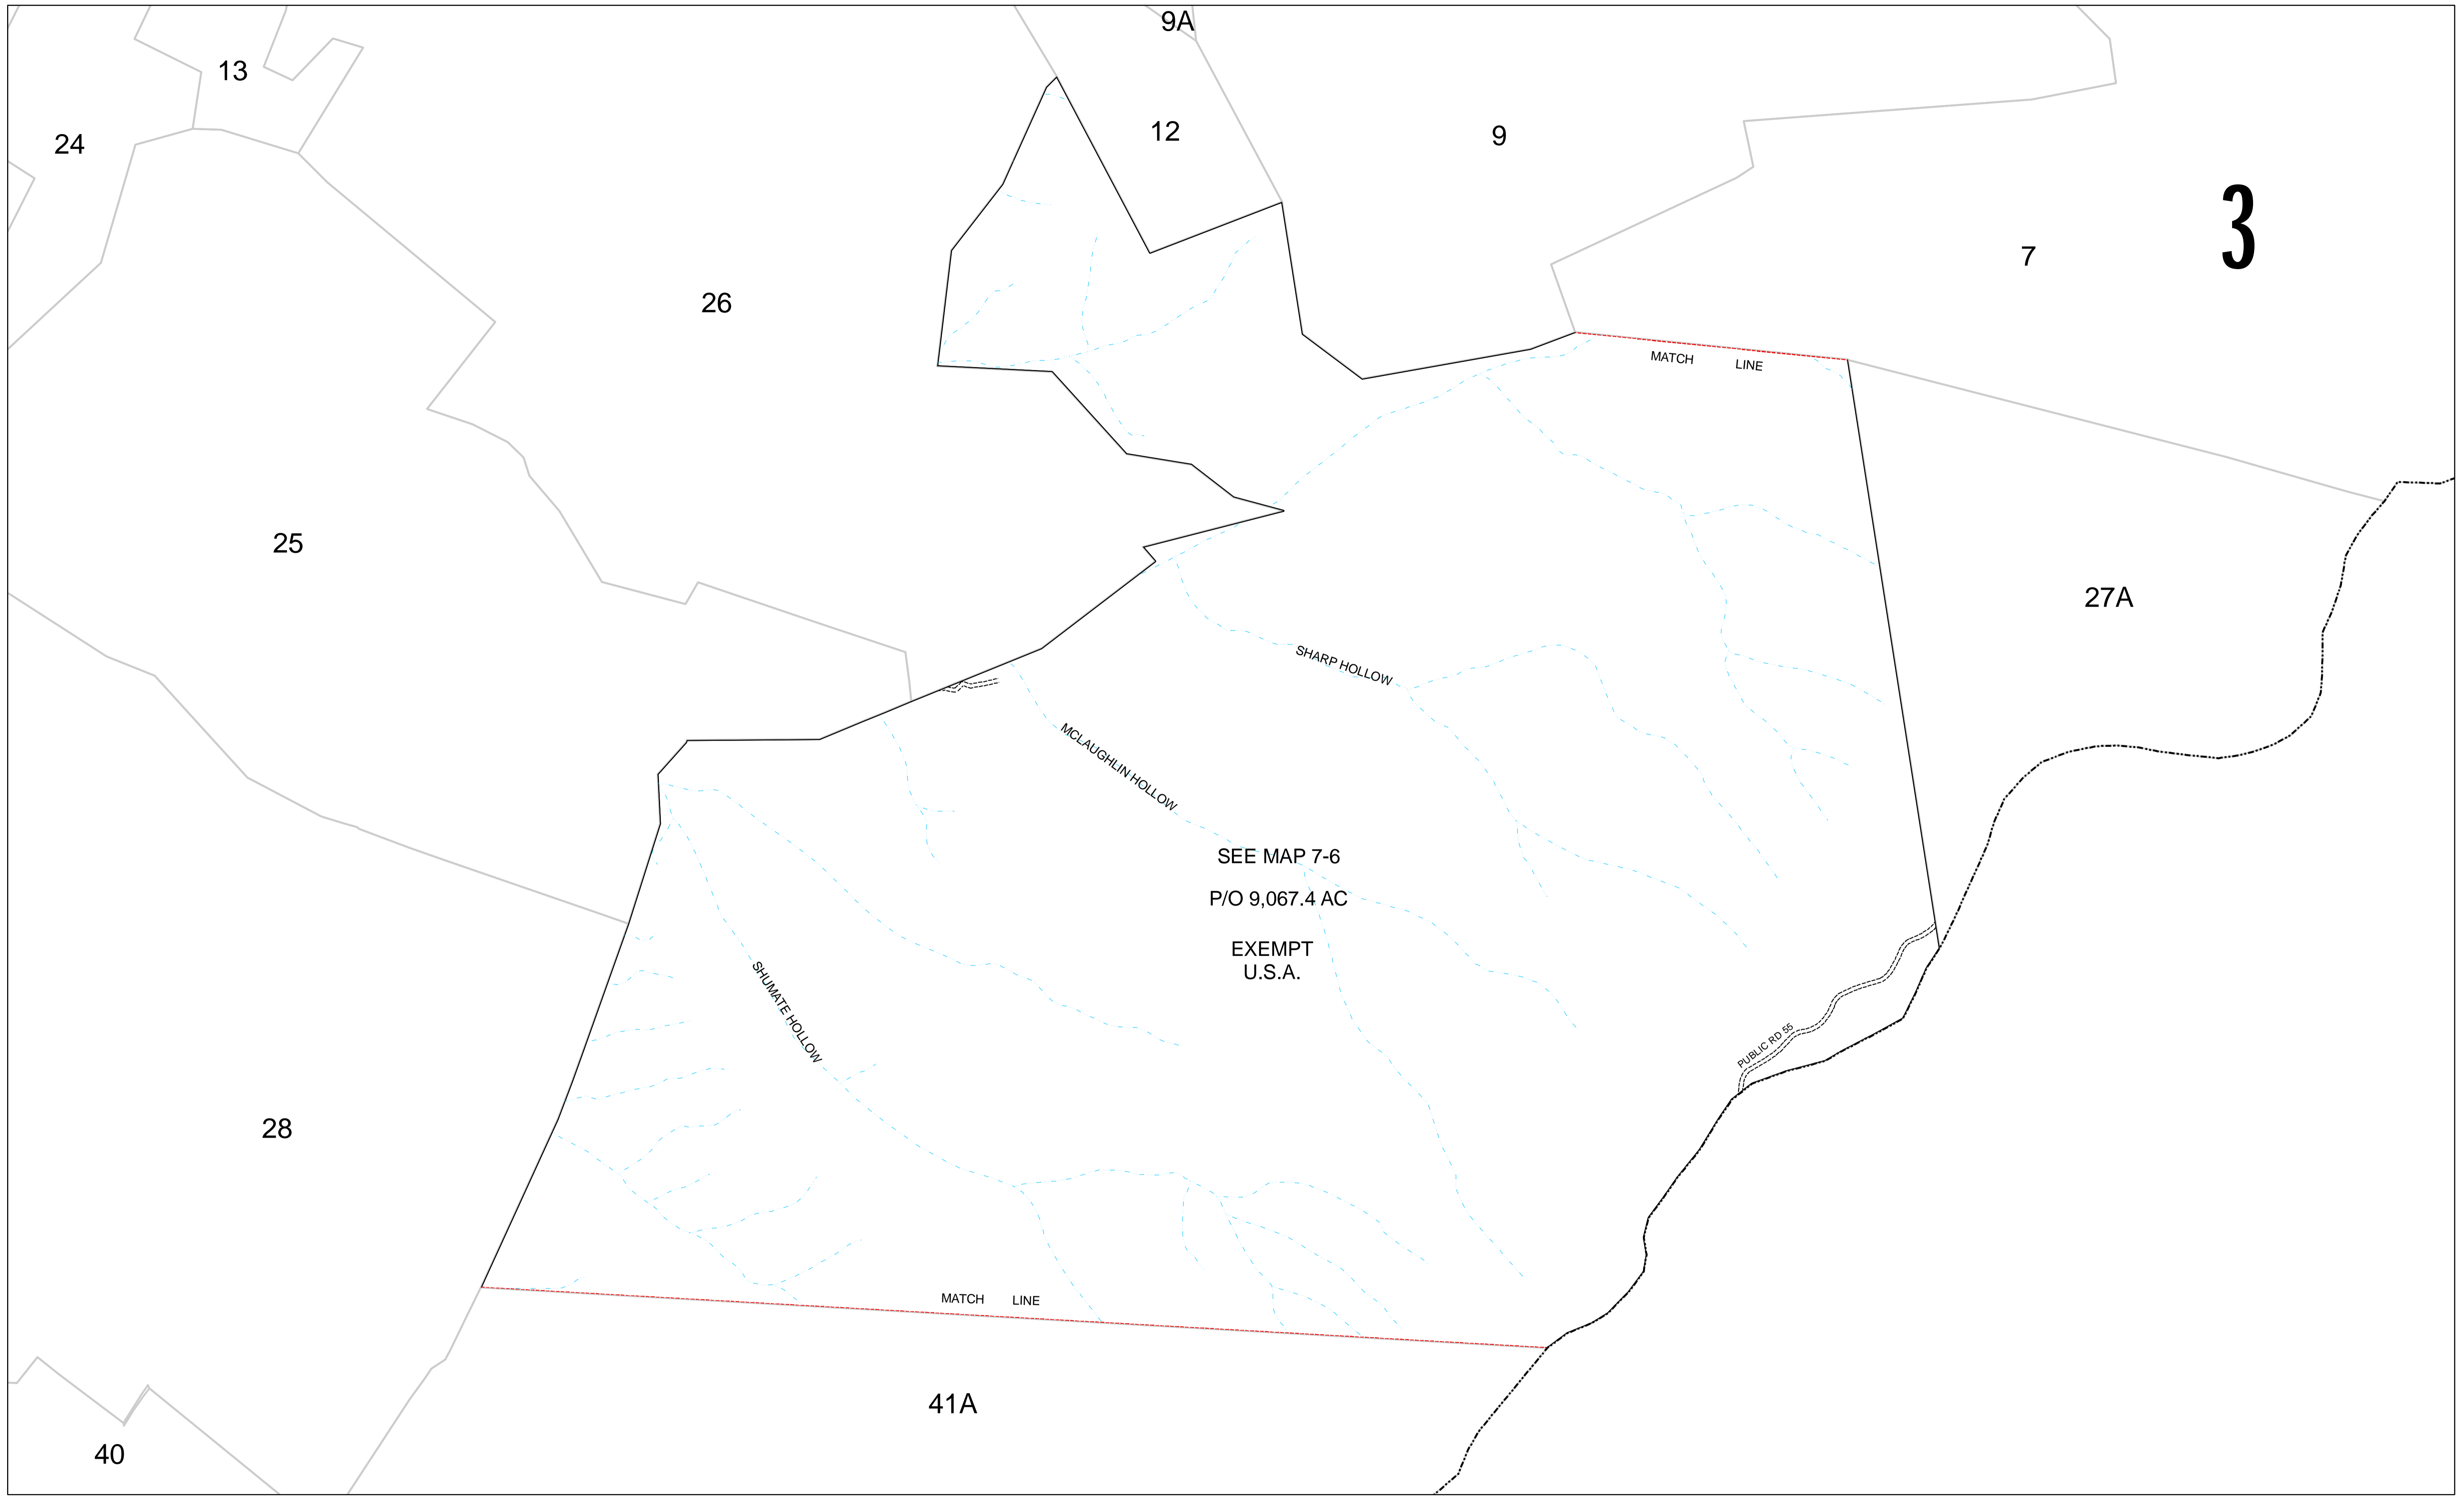 9A
13
12
9
24
3
7
26
MATCH LINE
25
27A
SHARP HOLLOW
MCLAUGHLIN HOLLOW
SEE MAP 7-6
P/O 9,067.4 AC
EXEMPT
U.S.A.
SHUMATE HOLLOW
PUBLIC RD 55
28
MATCH LINE
41A
40